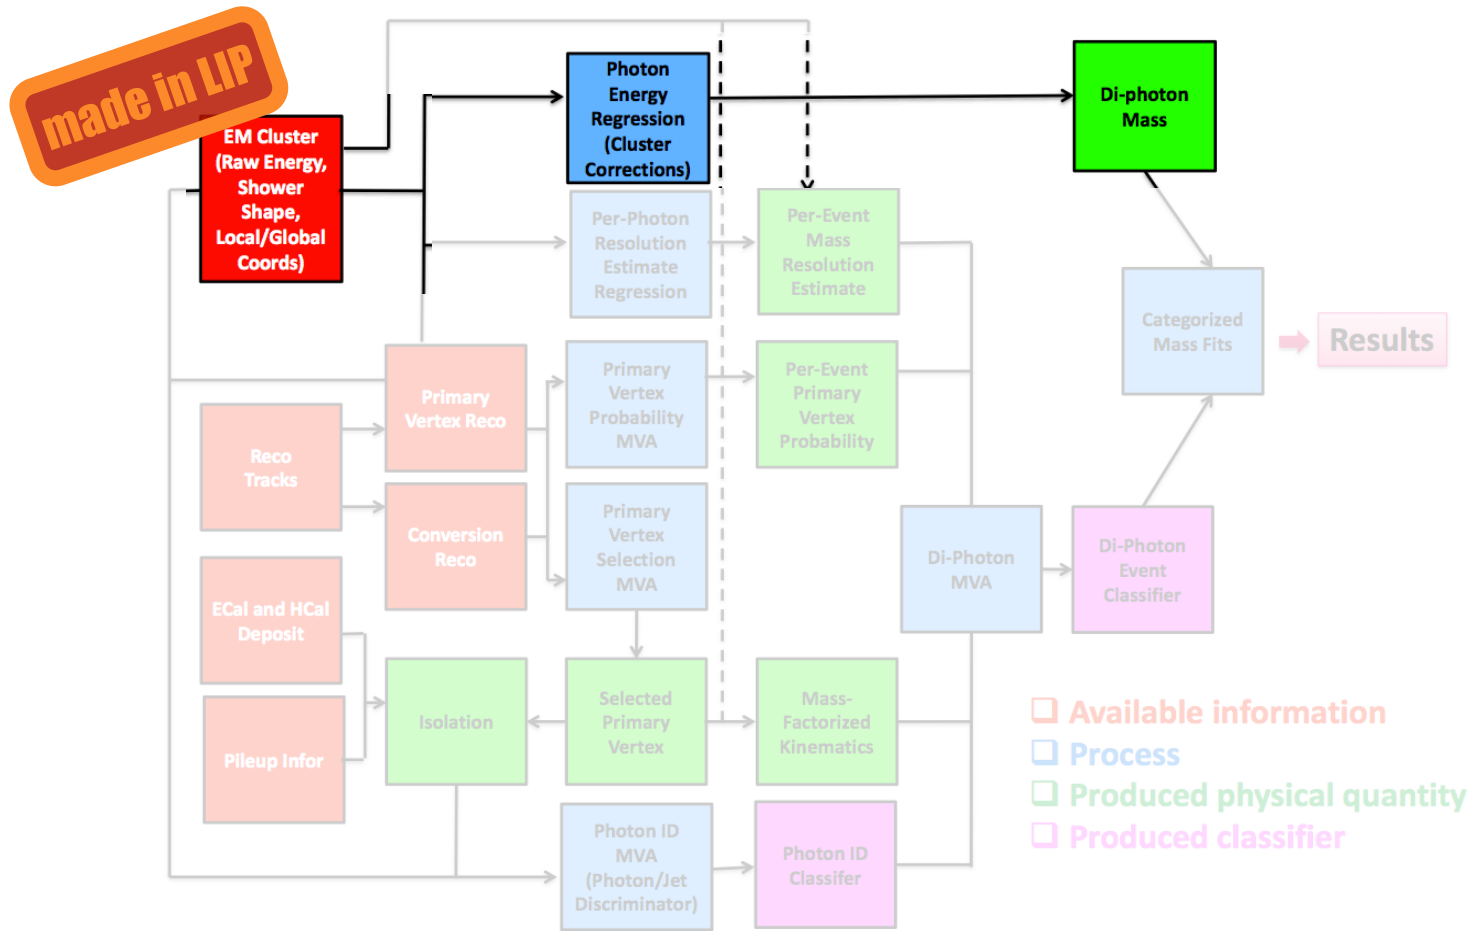 made in LIP
EM Cluster
(Raw Energy,
Shower
Shape,
Local/Global
Coords)
Photon
Energy
Regression
(Cluster
Corrections)
Di-photon
Mass
Per-Photon
Resolution
Estimate
Regression
Per-Event
Mass
Resolution
Estimate
Categorized
Mass Fits
Results
Primary
Vertex Reco
Primary
Vertex
Probability
MVA
Per-Event
Primary
Vertex
Probability
Reco
Tracks
Conversion
Reco
Primary
Vertex
Selection
MVA
Di-Photon
MVA
Di-Photon
Event
Classifier
ECal and HCal
Deposit
Pileup Infor
Isolation
Selected
Primary
Vertex
Mass-
Factorized
Kinematics
Photon ID
MVA
(Photon/Jet
Discriminator)
Photon ID
Classifer
Available information
Process
Produced physical quantity
Produced classifier